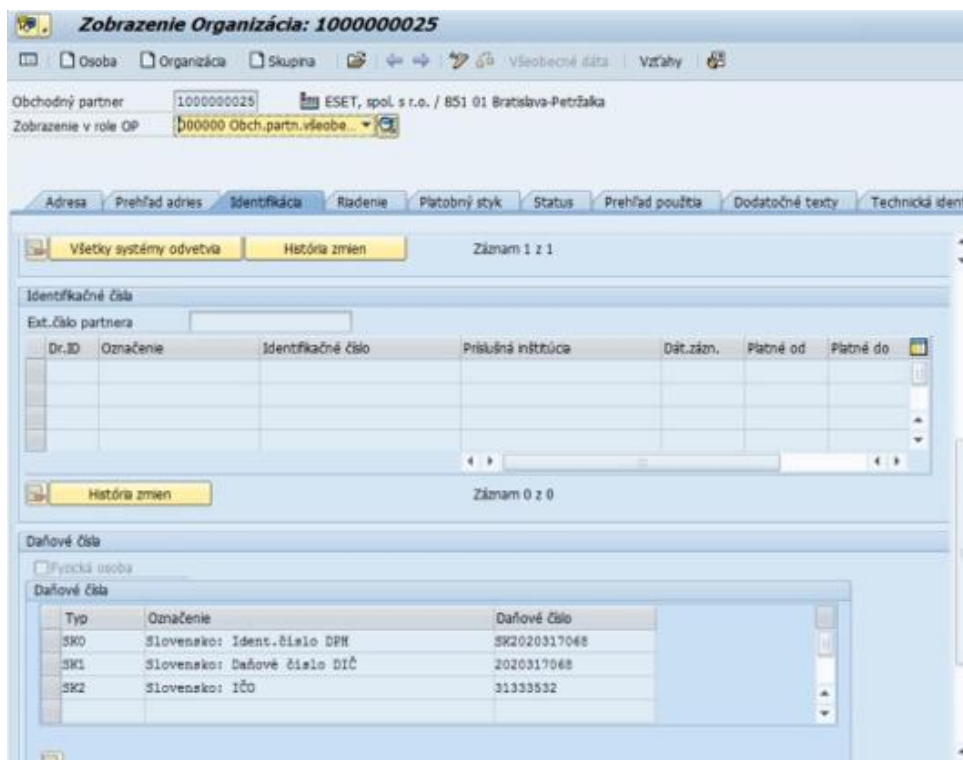 Zobrazenie Organizácia: 1000000025
Osoba Organizácia Skupina Všeobecné dáta Vzťahy
Obchodný partner 1000000025 ESET, spol. s r.o. / 851 01 Bratislava-Petržalka
Zobrazenie v role OP 000000 Obch.partn.všeobe...
Adresa Prehľad adries Identifikácia Riadenie Platobný styk Status Prehľad použitia Dodatočné texty Technická ident
Všetky systémy odvetvia História zmien Záznam 1 z 1
Identifikačné čísla
Ext.číslo partnera
Dr.ID Označenie Identifikačné číslo Príslušná inštitúcia Dát.zázn. Platné od Platné do
História zmien Záznam 0 z 0
Daňové čísla
Fyzická osoba
Daňové čísla
Typ Označenie Daňové číslo
SK0 Slovensko: Ident.číslo DPH SK2020317068
SK1 Slovensko: Daňové číslo DIČ 2020317068
SK2 Slovensko: IČO 31333532